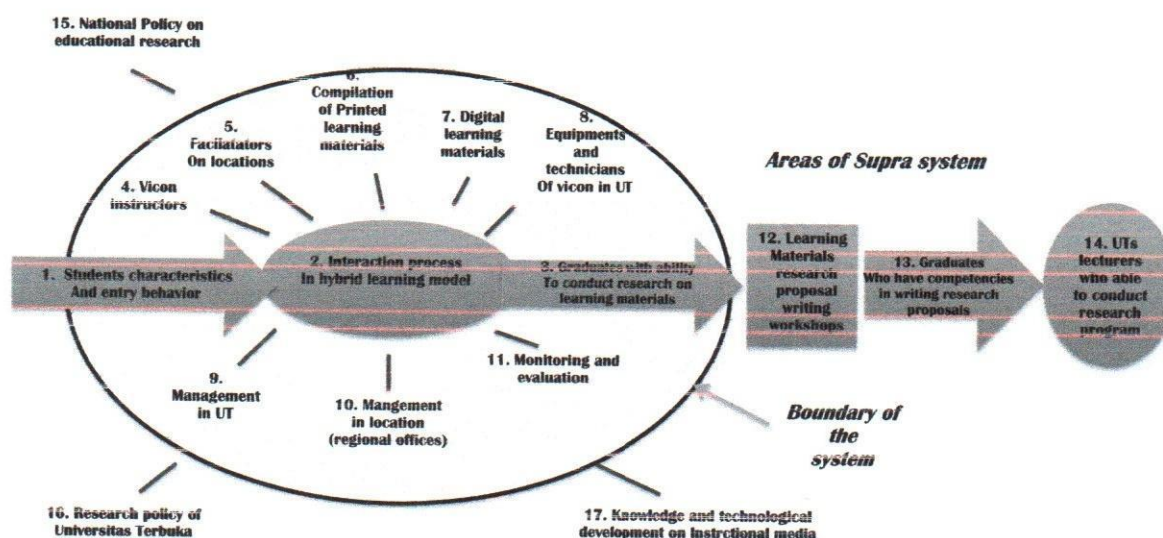 15. National Policy on
educational research
6.
Compilation
of Printed
learning
materials
5.
Faciiatators
On locations
7. Digital
learning
materials
8.
Equipments
and
technicians
Of vicon in UT
4. Vicon
instructors
Areas of Supra system
1. Students characteristics
And entry behavior
2. Interaction process
In hybrid learning model
3. Graduates with ability
To conduct research on
learning materials
12. Learning
Materials
research
proposal
writing
workshops
13. Graduates
Who have competencies
in writing research
proposals
14. UTs
lecturers
who able
to conduct
research
program
9.
Management
in UT
10. Mangement
in location
(regional offices)
11. Monitoring and
evaluation
Boundary of
the
system
16. Research policy of
Universitas Terbuka
17. Knowledge and technological
development on Instrctional media